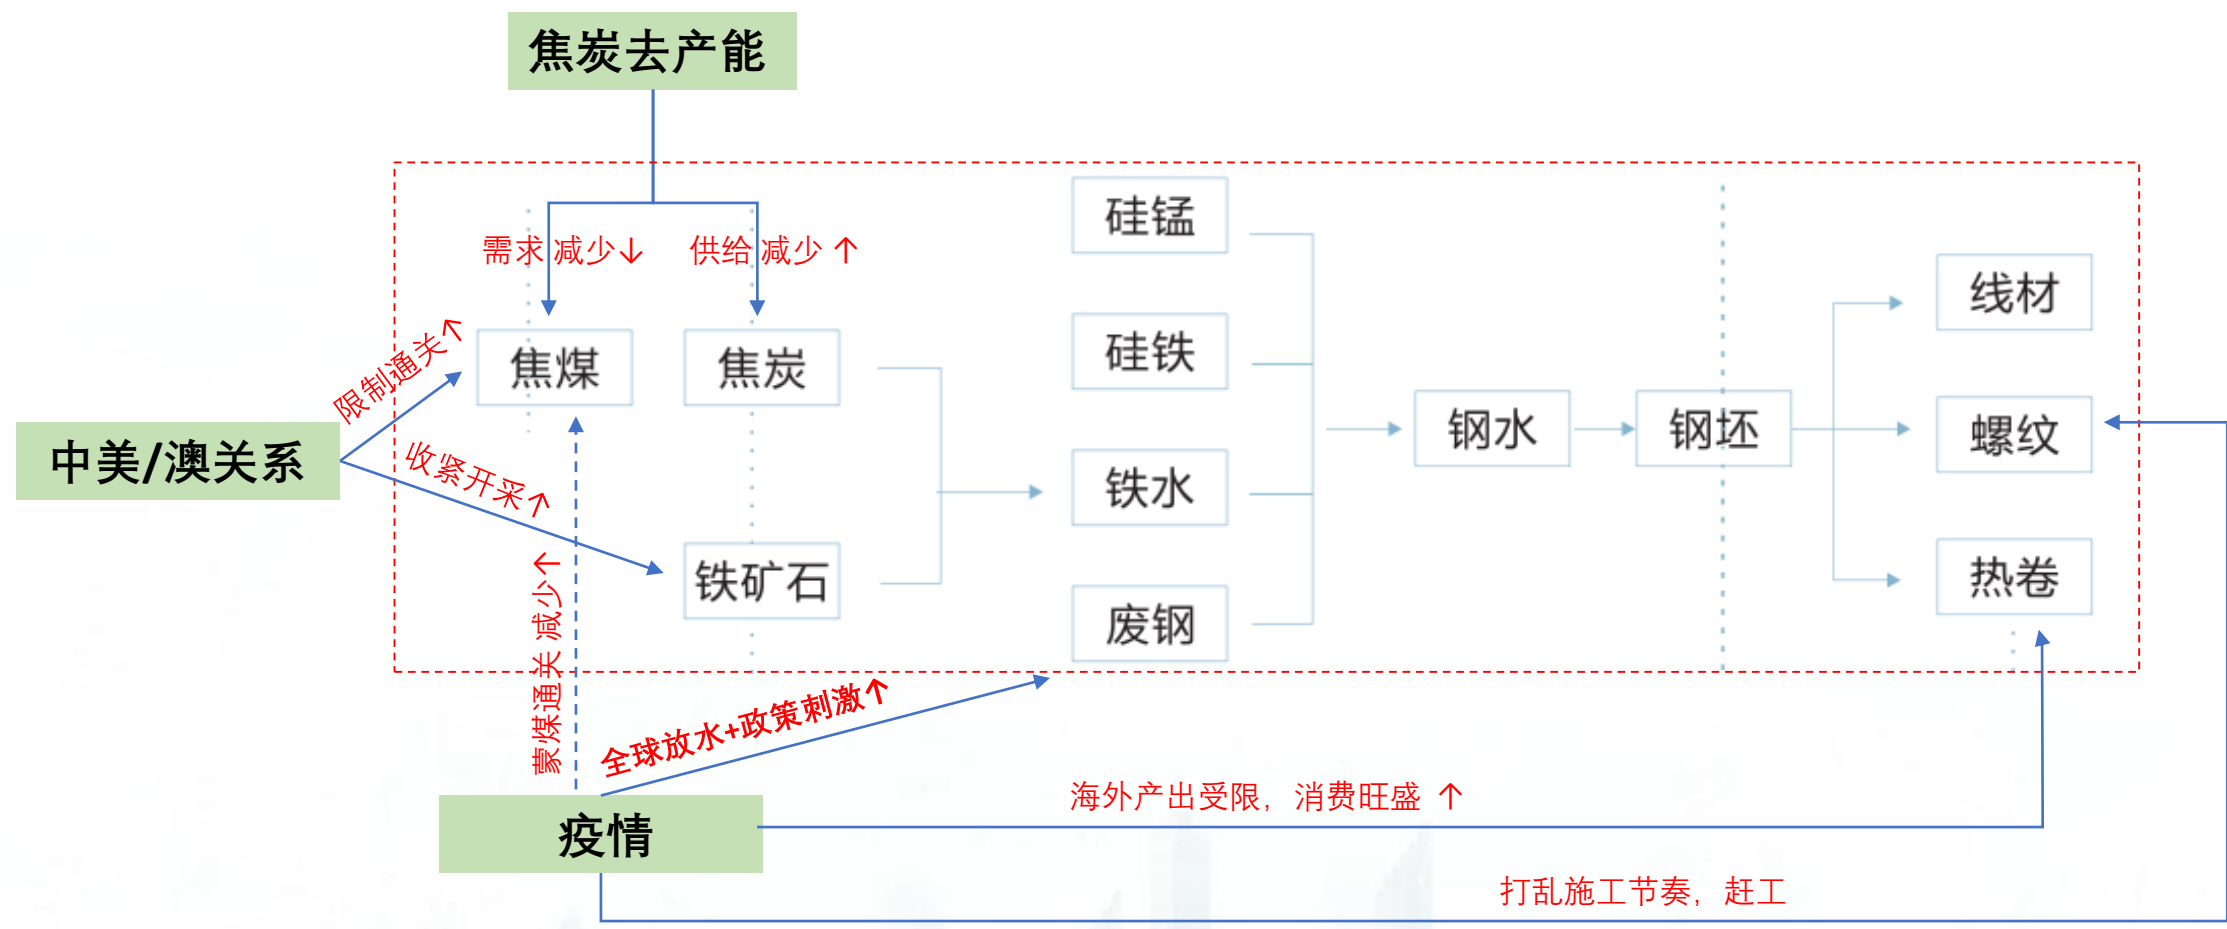 焦炭去产能
需求 减少↓
供给 减少 ↑
硅锰
硅铁
铁水
废钢
焦煤
焦炭
铁矿石
限制通关↑
中美/澳关系
收紧开采↑
钢水
钢坯
线材
螺纹
热卷
蒙煤通关 减少↑
全球放水+政策刺激↑
疫情
海外产出受限，消费旺盛 ↑
打乱施工节奏，赶工